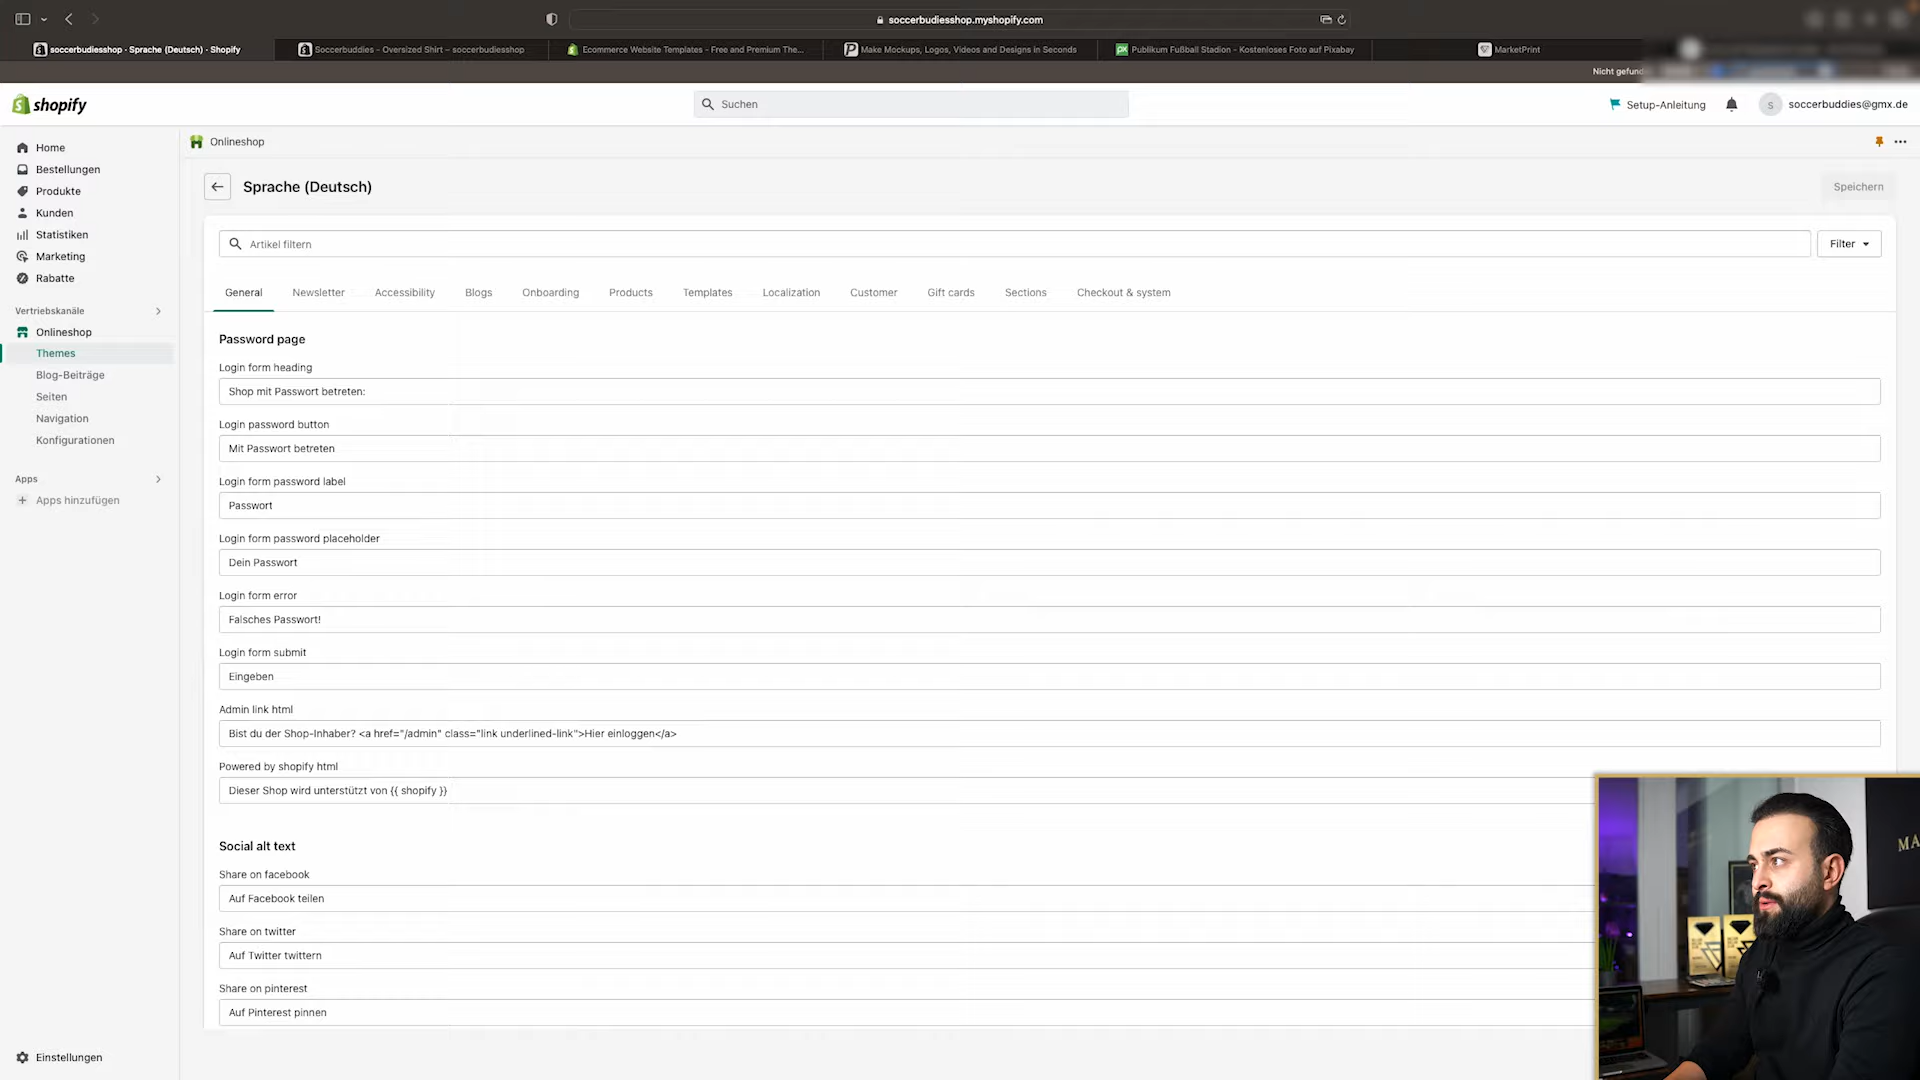 soccerbudiesshop.myshopify.com
soccerbudiesshop · Sprache (Deutsch) · Shopify
Soccerbuddies - Oversized Shirt – soccerbudiesshop
Ecommerce Website Templates - Free and Premium The...
Make Mockups, Logos, Videos and Designs in Seconds
Publikum Fußball Stadion - Kostenloses Foto auf Pixabay
MarketPrint
Nicht gefund
shopify
Suchen
Setup-Anleitung
S
soccerbuddies@gmx.de
Home
Bestellungen
Produkte
Kunden
Statistiken
Marketing
Rabatte
Vertriebskanäle
Onlineshop
Themes
Blog-Beiträge
Seiten
Navigation
Konfigurationen
Apps
Apps hinzufügen
Einstellungen
Onlineshop
Sprache (Deutsch)
Speichern
Artikel filtern
Filter
General
Newsletter
Accessibility
Blogs
Onboarding
Products
Templates
Localization
Customer
Gift cards
Sections
Checkout & system
Password page
Login form heading
Shop mit Passwort betreten:
Login password button
Mit Passwort betreten
Login form password label
Passwort
Login form password placeholder
Dein Passwort
Login form error
Falsches Passwort!
Login form submit
Eingeben
Admin link html
Bist du der Shop-Inhaber? <a href="/admin" class="link underlined-link">Hier einloggen</a>
Powered by shopify html
Dieser Shop wird unterstützt von {{ shopify }}
Social alt text
Share on facebook
Auf Facebook teilen
Share on twitter
Auf Twitter twittern
Share on pinterest
Auf Pinterest pinnen
MA